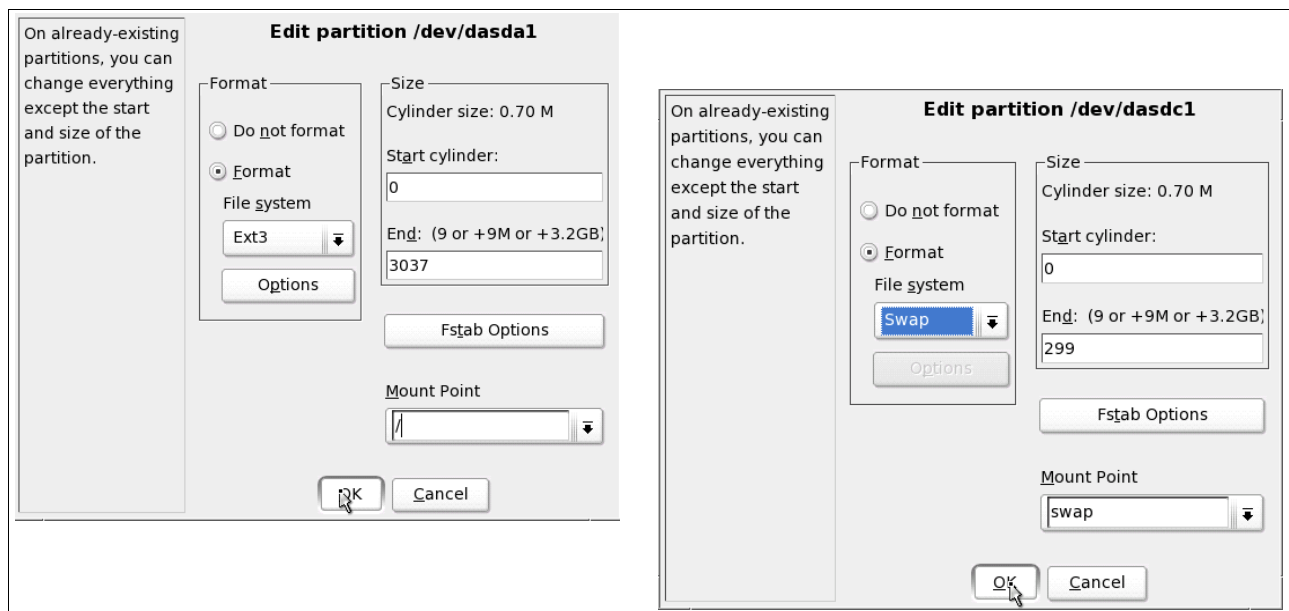 On already-existing
partitions, you can
change everything
except the start
and size of the
partition.
Edit partition /dev/dasda1
Format
Do not format
Format
File system
Ext3
Options
Size
Cylinder size: 0.70 M
Start cylinder:
0
End: (9 or +9M or +3.2GB)
3037
Fstab Options
Mount Point
/
OK
Cancel
On already-existing
partitions, you can
change everything
except the start
and size of the
partition.
Edit partition /dev/dasdc1
Format
Do not format
Format
File system
Swap
Options
Size
Cylinder size: 0.70 M
Start cylinder:
0
End: (9 or +9M or +3.2GB)
299
Fstab Options
Mount Point
swap
OK
Cancel